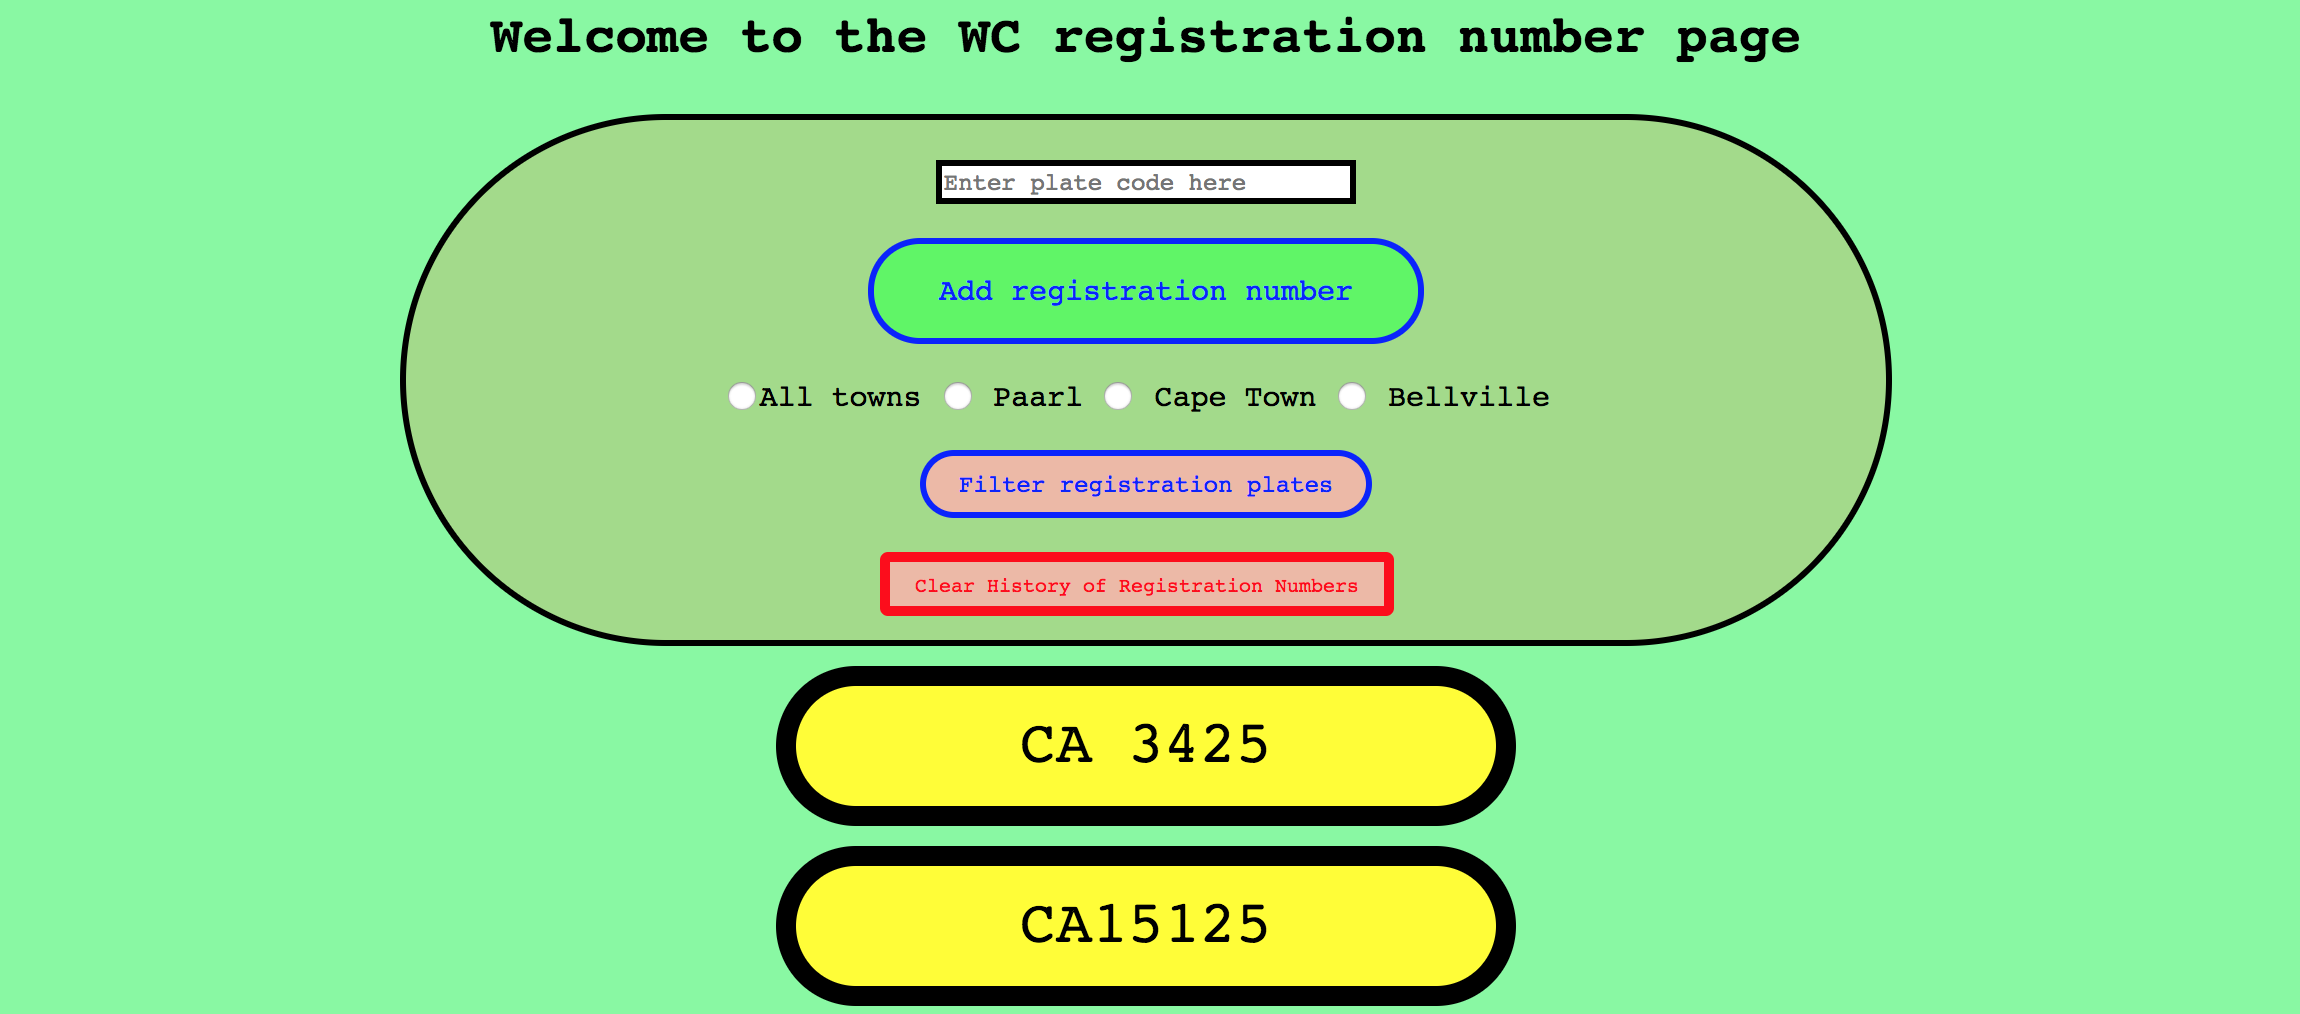 Welcome to the WC registration number page
Enter plate code here
Add registration number
All towns Paarl Cape Town Bellville
Filter registration plates
Clear History of Registration Numbers
CA 3425
CA15125